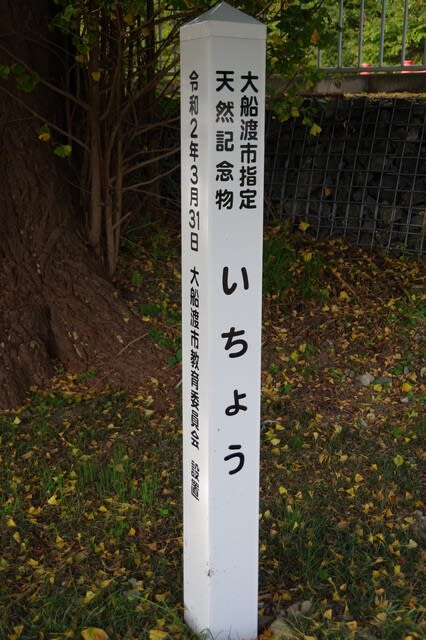 大船渡市指定
天然記念物
いちょう
令和2年3月31日 大船渡市教育委員会 設置